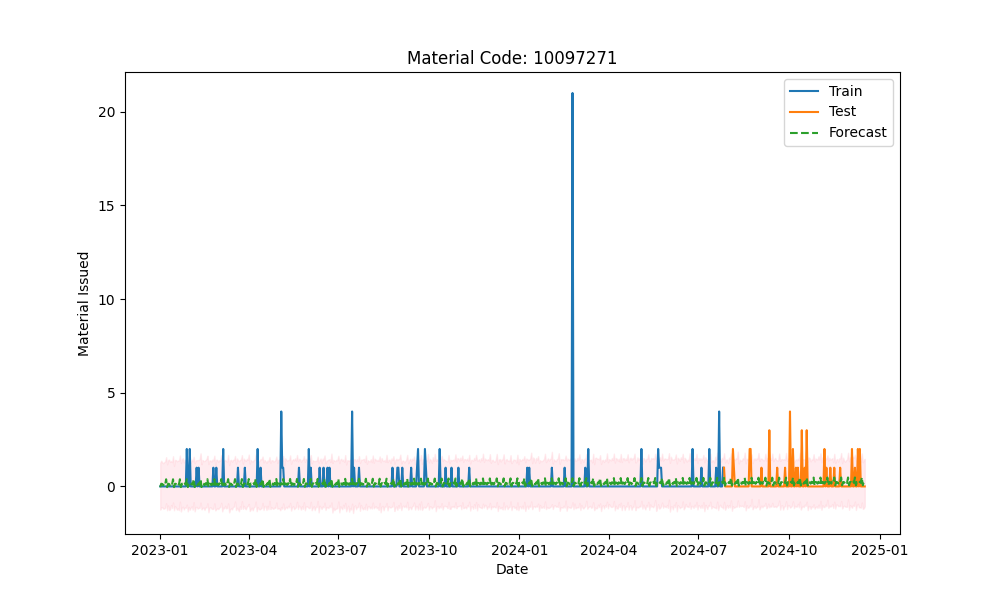 Material Code: 10097271
Train
Test
Forecast
Material Issued
20
15
10
5
0
2023-01 2023-04 2023-07 2023-10 2024-01 2024-04 2024-07 2024-10 2025-01
Date